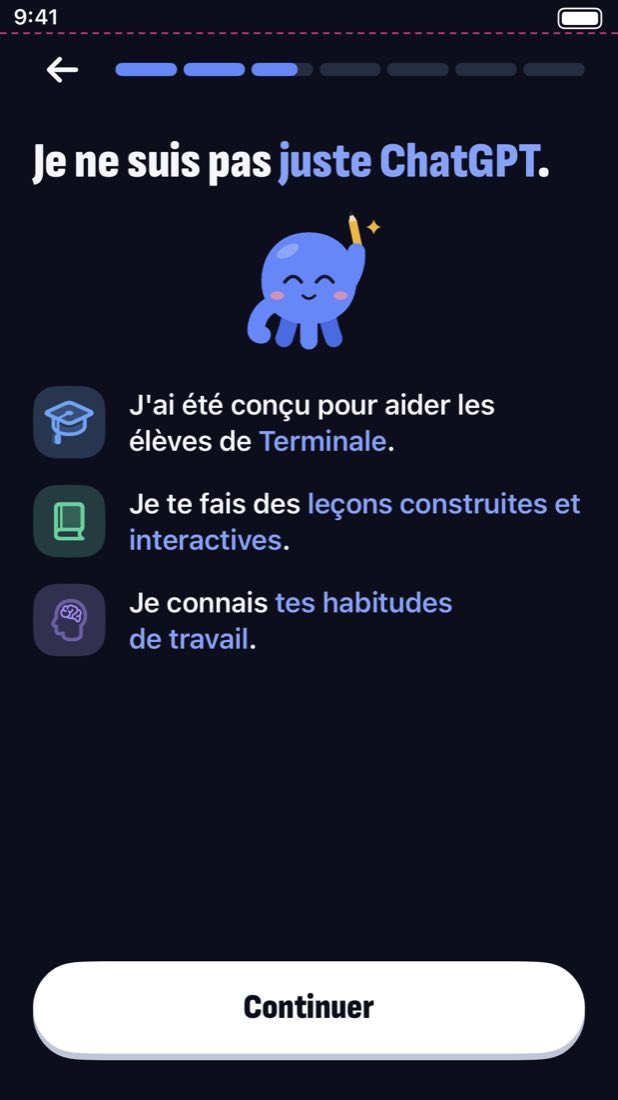 9:41
Je ne suis pas juste ChatGPT.
J'ai été conçu pour aider les
élèves de Terminale.
Je te fais des leçons construites et
interactives.
Je connais tes habitudes
de travail.
Continuer